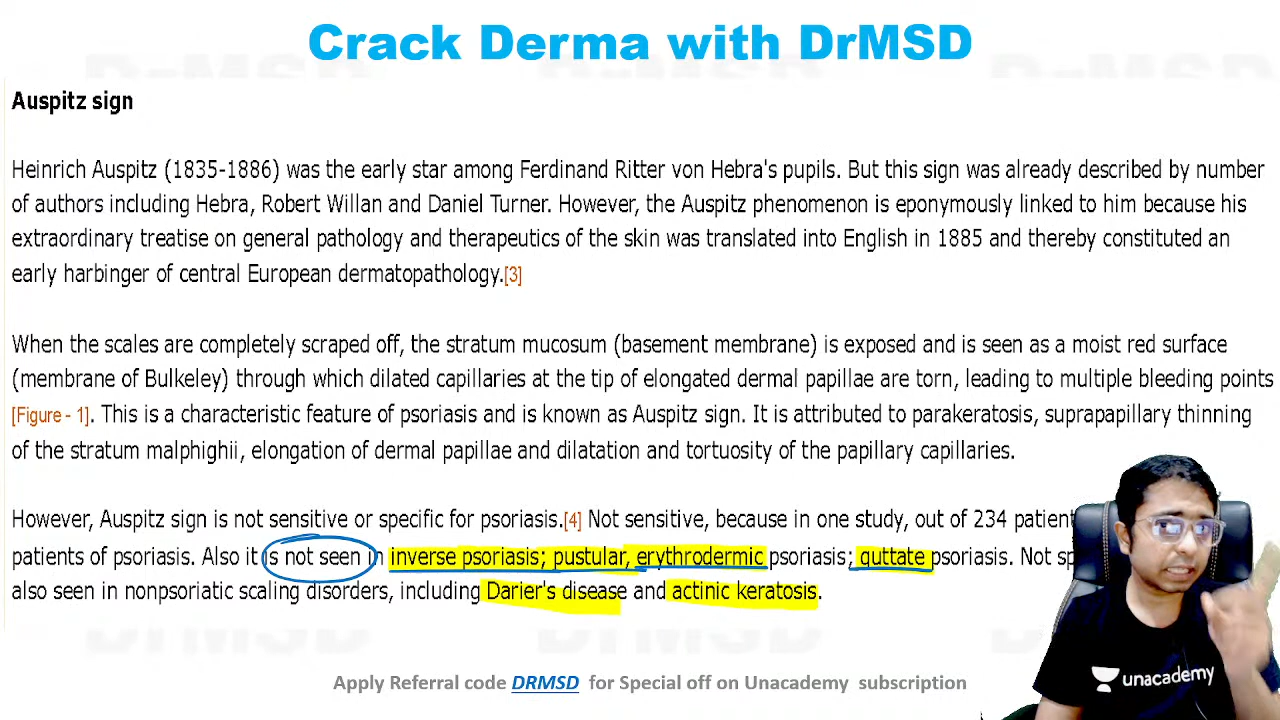 Crack Derma with DrMSD
Auspitz sign
Heinrich Auspitz (1835-1886) was the early star among Ferdinand Ritter von Hebra's pupils. But this sign was already described by number
of authors including Hebra, Robert Willan and Daniel Turner. However, the Auspitz phenomenon is eponymously linked to him because his
extraordinary treatise on general pathology and therapeutics of the skin was translated into English in 1885 and thereby constituted an
early harbinger of central European dermatopathology.[3]
When the scales are completely scraped off, the stratum mucosum (basement membrane) is exposed and is seen as a moist red surface
(membrane of Bulkeley) through which dilated capillaries at the tip of elongated dermal papillae are torn, leading to multiple bleeding points
[Figure - 1]. This is a characteristic feature of psoriasis and is known as Auspitz sign. It is attributed to parakeratosis, suprapapillary thinning
of the stratum malphighii, elongation of dermal papillae and dilatation and tortuosity of the papillary capillaries.
However, Auspitz sign is not sensitive or specific for psoriasis.[4] Not sensitive, because in one study, out of 234
patients of psoriasis. Also it is not seen in inverse psoriasis; pustular, erythrodermic psoriasis; guttate psoriasis. Not
also seen in nonpsoriatic scaling disorders, including Darier's disease and actinic keratosis.
unacademy
Apply Referral code DRMSD for Special off on Unacademy subscription